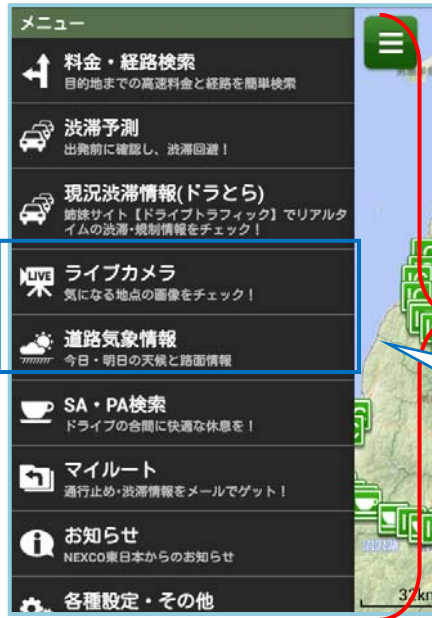 メニュー
料金・経路検索
目的地までの高速料金と経路を簡単検索
渋滞予測
出発前に確認し、渋滞回避！
現況渋滞情報(ドラとら)
姉妹サイト【ドライブトラフィック】でリアルタ
イムの渋滞・規制情報をチェック！
LIVE
ライブカメラ
気になる地点の画像をチェック！
道路気象情報
今日・明日の天候と路面情報
SA・PA検索
ドライブの合間に快適な休息を！
マイルート
通行止め・渋滞情報をメールでゲット！
お知らせ
NEXCO東日本からのお知らせ
各種設定・その他